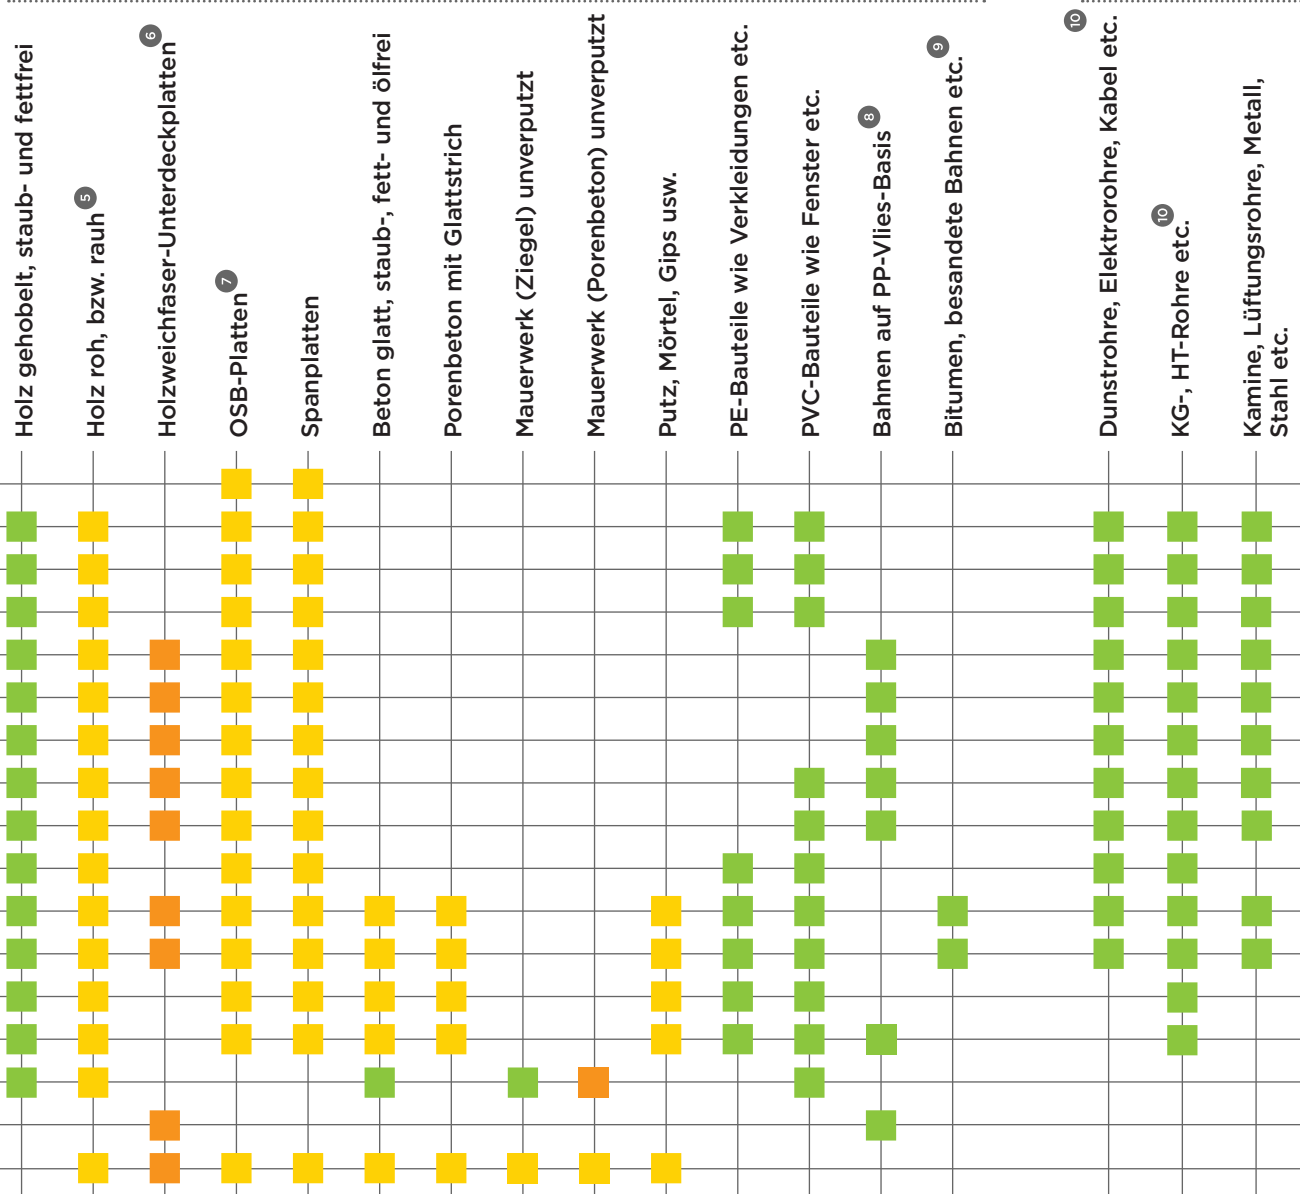 Holz gehobelt, staub- und fettfrei
Holz roh, bzw. rauh 5
Holzweichfaser-Unterdeckplatten 6
OSB-Platten 7
Spanplatten
Beton glatt, staub-, fett- und ölfrei
Porenbeton mit Glattstrich
Mauerwerk (Ziegel) unverputzt
Mauerwerk (Porenbeton) unverputzt
Putz, Mörtel, Gips usw.
PE-Bauteile wie Verkleidungen etc.
PVC-Bauteile wie Fenster etc.
Bahnen auf PP-Vlies-Basis 8
Bitumen, besandete Bahnen etc. 9
Dunstrohre, Elektrorohre, Kabel etc. 10
KG-, HT-Rohre etc. 10
Kamine, Lüftungsrohre, Metall,
Stahl etc.